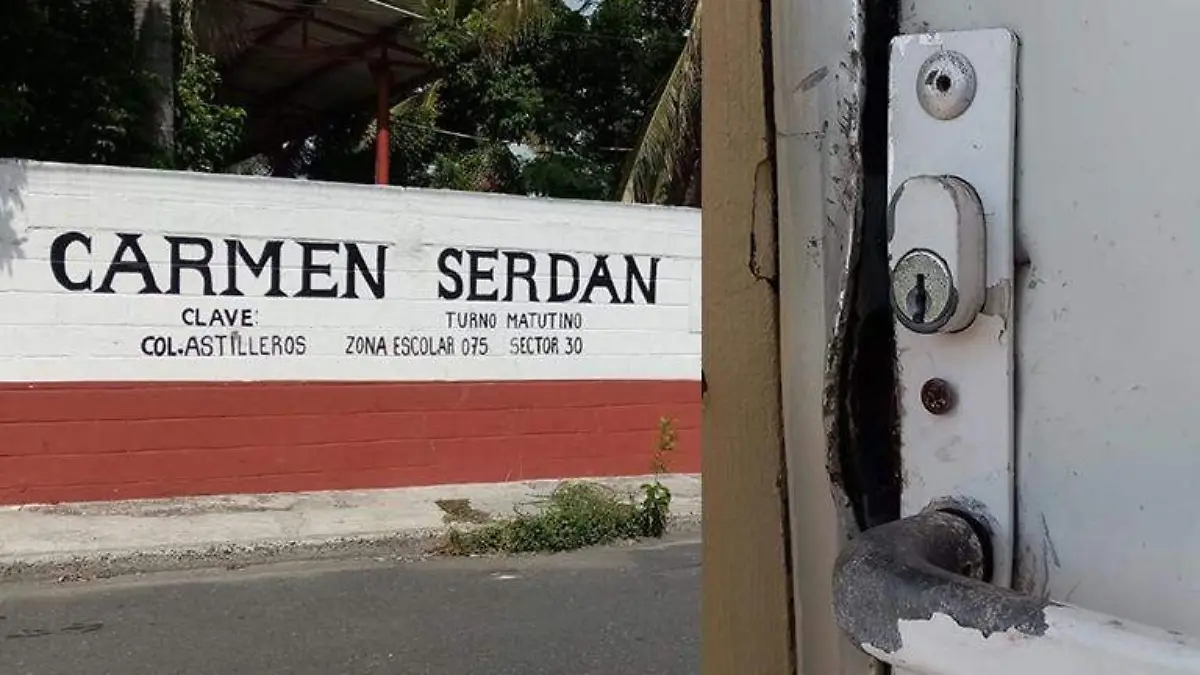 CARMEN SERDAN
CLAVE: TURNO MATUTINO
COL. ASTILLEROS ZONA ESCOLAR 075 SECTOR 30